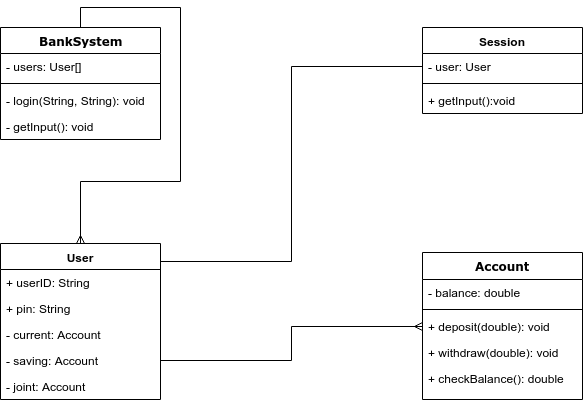 BankSystem
- users: User[]
- login(String, String): void
- getInput(): void
Session
- user: User
+ getInput():void
User
+ userID: String
+ pin: String
- current: Account
- saving: Account
- joint: Account
Account
- balance: double
+ deposit(double): void
+ withdraw(double): void
+ checkBalance(): double